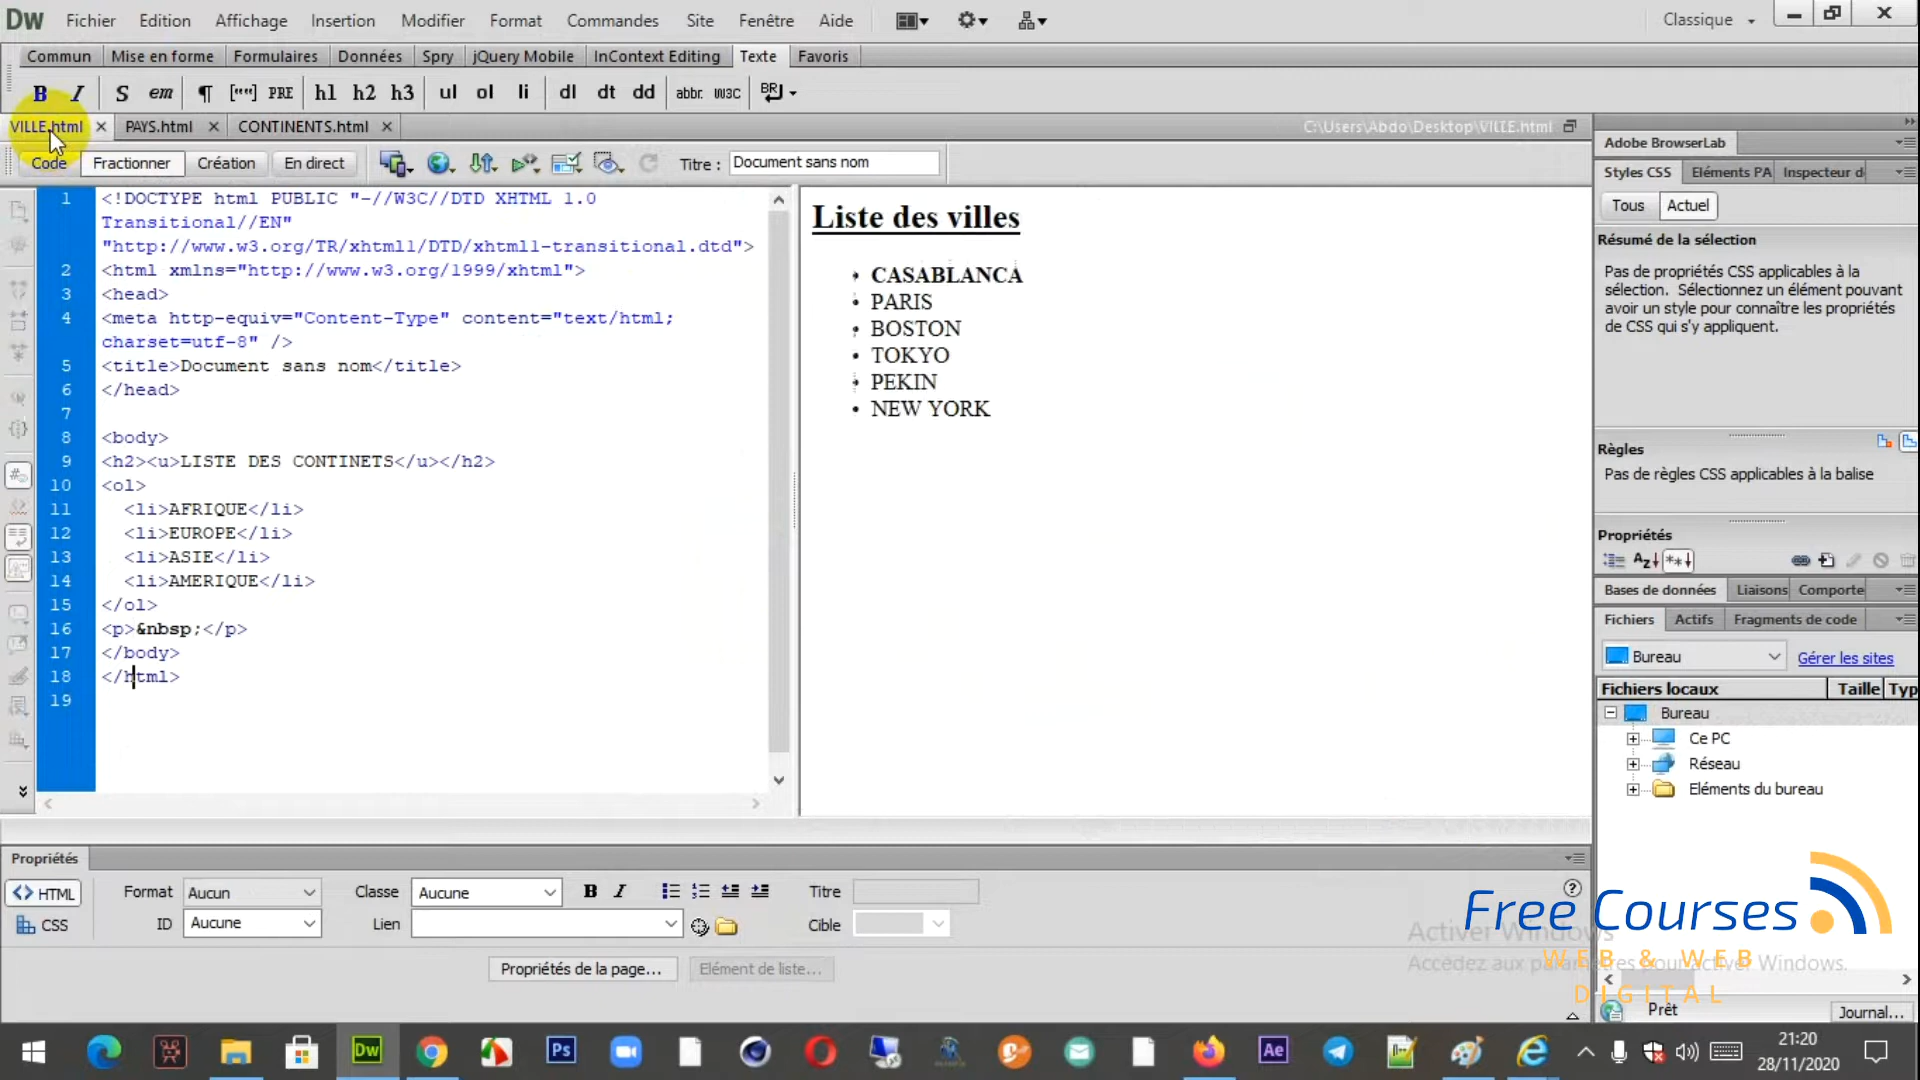 Dw Fichier Edition Affichage Insertion Modifier Format Commandes Site Fenêtre Aide Classique
Commun Mise en forme Formulaires Données Spry jQuery Mobile InContext Editing Texte Favoris
B I S em ¶ [""] PRE h1 h2 h3 ul ol li dl dt dd abbr. W3C BRↄ
VILLE.html PAYS.html CONTINENTS.html C:\Users\Abdo\Desktop\VILLE.html
Code Fractionner Création En direct Titre : Document sans nom
1 <!DOCTYPE html PUBLIC "-//W3C//DTD XHTML 1.0
Transitional//EN"
"http://www.w3.org/TR/xhtml1/DTD/xhtml1-transitional.dtd">
2 <html xmlns="http://www.w3.org/1999/xhtml">
3 <head>
4 <meta http-equiv="Content-Type" content="text/html;
charset=utf-8" />
5 <title>Document sans nom</title>
6 </head>
7
8 <body>
9 <h2><u>LISTE DES CONTINETS</u></h2>
10 <ol>
11 <li>AFRIQUE</li>
12 <li>EUROPE</li>
13 <li>ASIE</li>
14 <li>AMERIQUE</li>
15 </ol>
16 <p>&nbsp;</p>
17 </body>
18 </html>
19
Liste des villes
• CASABLANCA
• PARIS
• BOSTON
• TOKYO
• PEKIN
• NEW YORK
Adobe BrowserLab
Styles CSS Eléments PA Inspecteur d
Tous Actuel
Résumé de la sélection
Pas de propriétés CSS applicables à la
sélection. Sélectionnez un élément pouvant
avoir un style pour connaître les propriétés
de CSS qui s'y appliquent.
Règles
Pas de règles CSS applicables à la balise
Propriétés
Bases de données Liaisons Comporte
Fichiers Actifs Fragments de code
Bureau Gérer les sites
Fichiers locaux Taille Typ
Bureau
Ce PC
Réseau
Eléments du bureau
Prêt Journal...
Propriétés
<> HTML Format Aucun Classe Aucune B I Titre
CSS ID Aucune Lien Cible
Propriétés de la page... Elément de liste...
Activer Windows
Accédez aux paramètres pour activer Windows.
Free Courses
WEB & WEB
DIGITAL
Dw Ps Ae
21:20
28/11/2020